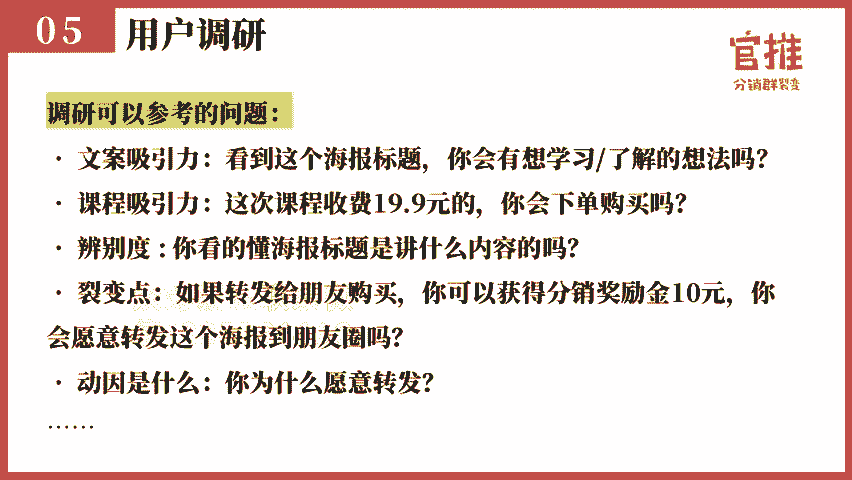 05 用户调研
官推
分销群裂变
调研可以参考的问题：
· 文案吸引力：看到这个海报标题，你会有想学习/了解的想法吗？
· 课程吸引力：这次课程收费19.9元的，你会下单购买吗？
· 辨别度：你看的懂海报标题是讲什么内容的吗？
· 裂变点：如果转发给朋友购买，你可以获得分销奖励金10元，你
会愿意转发这个海报到朋友圈吗？
· 动因是什么：你为什么愿意转发？
……